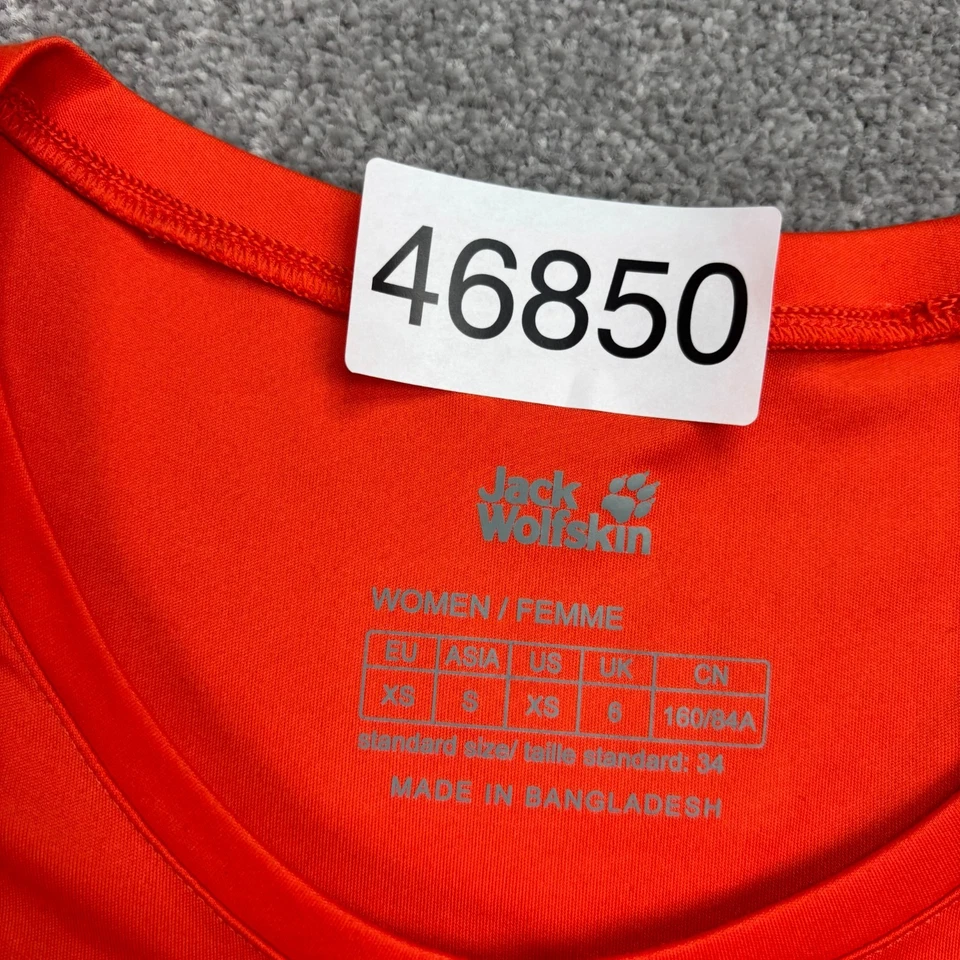 46850
Jack
Wolfskin
WOMEN / FEMME
EU ASIA US UK CN
XS S XS 6 160/84A
standard size/ taille standard: 34
MADE IN BANGLADESH